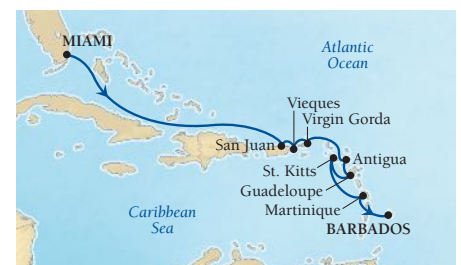 MIAMI
Atlantic
Ocean
Vieques
Virgin Gorda
San Juan
Antigua
St. Kitts
Guadeloupe
Martinique
Caribbean
Sea
BARBADOS